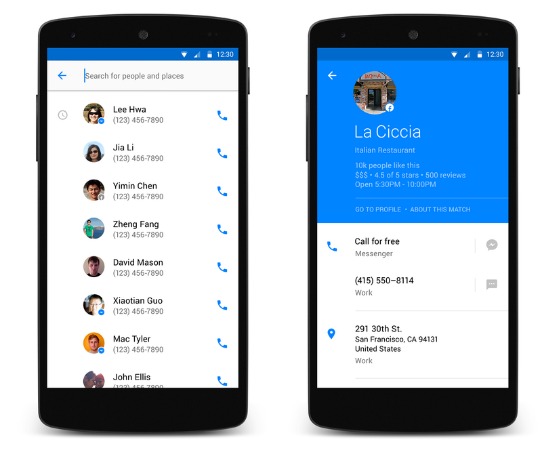 12:30
Search for people and places
Lee Hwa
(123) 456-7890
Jia Li
(123) 456-7890
Yimin Chen
(123) 456-7890
Zheng Fang
(123) 456-7890
David Mason
(123) 456-7890
Xiaotian Guo
(123) 456-7890
Mac Tyler
(123) 456-7890
John Ellis
(123) 456-7890
12:30
La Ciccia
Italian Restaurant
10k people like this
$$$ • 4.5 of 5 stars • 500 reviews
Open 5:30PM - 10:00PM
GO TO PROFILE • ABOUT THIS MATCH
Call for free
Messenger
(415) 550–8114
Work
291 30th St.
San Francisco, CA 94131
United States
Work